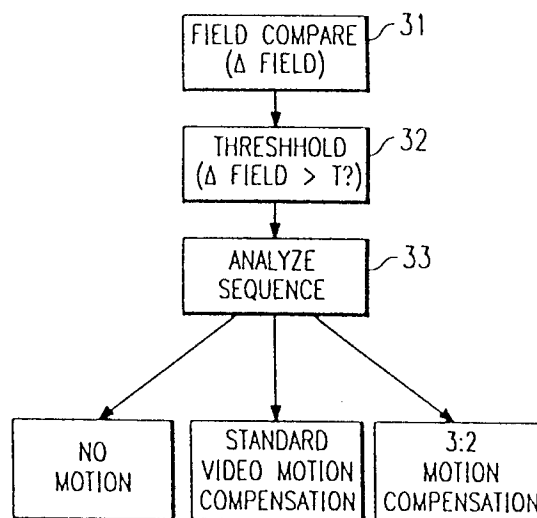 FIELD COMPARE
(Δ FIELD)
31
THRESHHOLD
(Δ FIELD > T?)
32
ANALYZE
SEQUENCE
33
NO
MOTION
STANDARD
VIDEO MOTION
COMPENSATION
3:2
MOTION
COMPENSATION